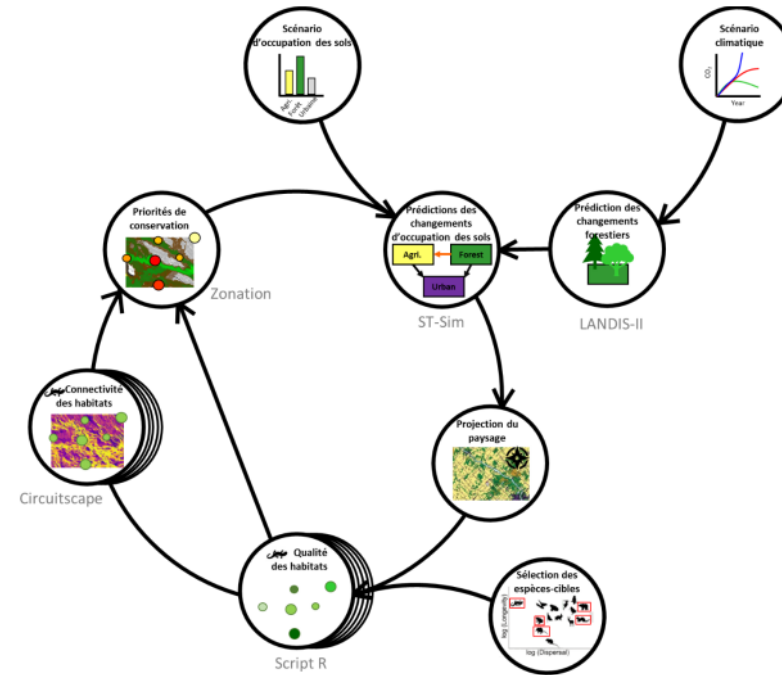 Scénario
d'occupation des sols
Agri.
Forêt
Urbaine
Scénario
climatique
CO₂
Year
Priorités de
conservation
Zonation
Prédictions des
changements
d'occupation des sols
Agri.
Forest
Urban
ST-Sim
Prédiction des
changements
forestiers
LANDIS-II
Connectivité
des habitats
Circuitscape
Projection du
paysage
Qualité
des habitats
Script R
Sélection des
espèces-cibles
log (Longevity)
log (Dispersal)